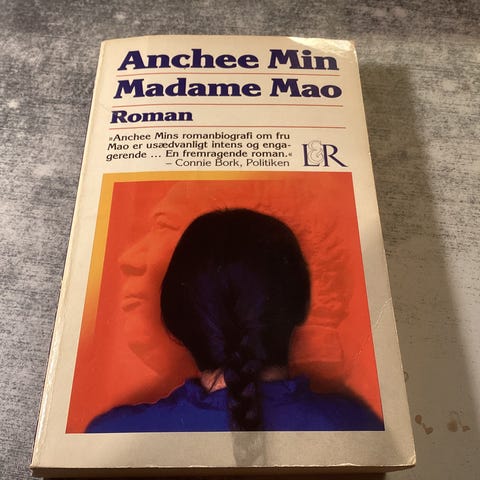 Anchee Min
Madame Mao
Roman
»Anchee Mins romanbiografi om fru
Mao er usædvanligt intens og enga-
gerende ... En fremragende roman.«
– Connie Bork, Politiken
L&R